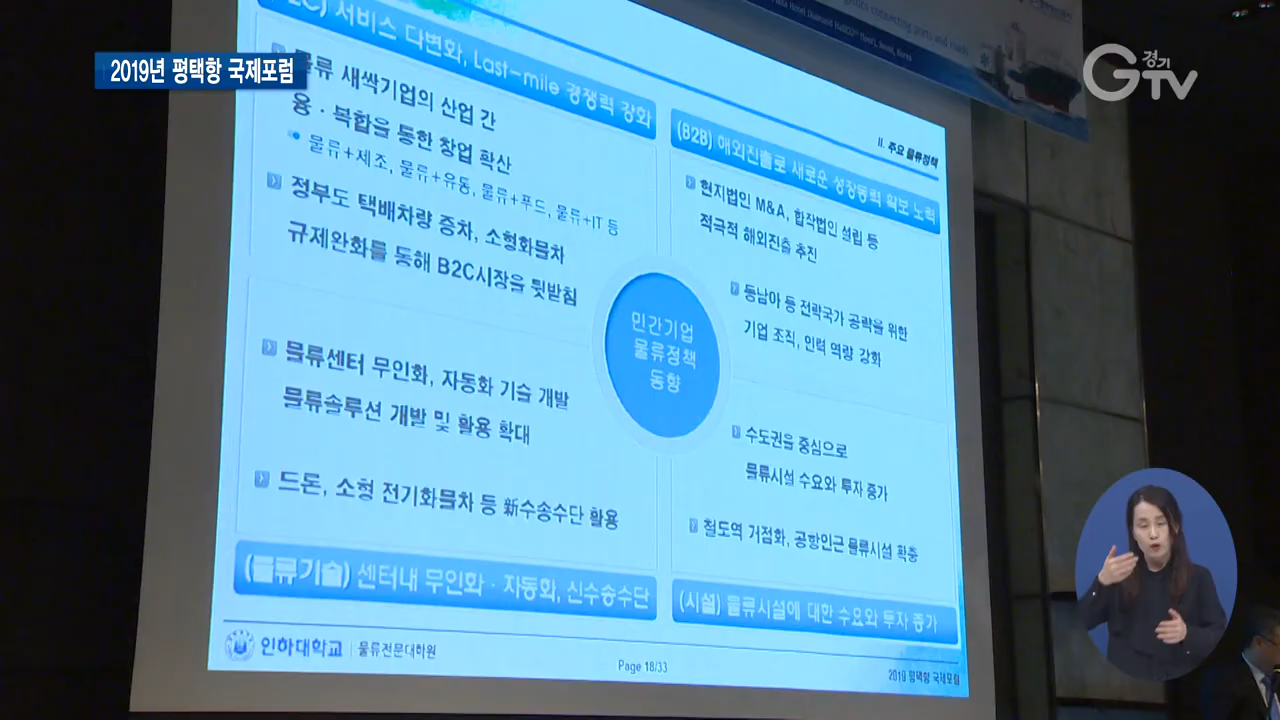 2019년 평택항 국제포럼
경기
GTV
서비스 다변화, Last-mile 경쟁력 강화
물류 새싹기업의 산업 간
융·복합을 통한 창업 확산
• 물류+제조, 물류+유통, 물류+푸드, 물류+IT 등
정부도 택배차량 증차, 소형화물차
규제완화를 통해 B2C시장을 뒷받침
II. 주요 물류정책
(B2B) 해외진출로 새로운 성장동력 확보 노력
현지법인 M&A, 합작법인 설립 등
적극적 해외진출 추진
동남아 등 전략국가 공략을 위한
기업 조직, 인력 역량 강화
민간기업
물류정책
동향
물류센터 무인화, 자동화 기술 개발
물류솔루션 개발 및 활용 확대
드론, 소형 전기화물차 등 新수송수단 활용
(물류기술) 센터내 무인화·자동화, 신수송수단
수도권을 중심으로
물류시설 수요와 투자 증가
철도역 거점화, 공항인근 물류시설 확충
(시설) 물류시설에 대한 수요와 투자 증가
인하대학교 | 물류전문대학원
Page 18/33
2019 평택항 국제포럼